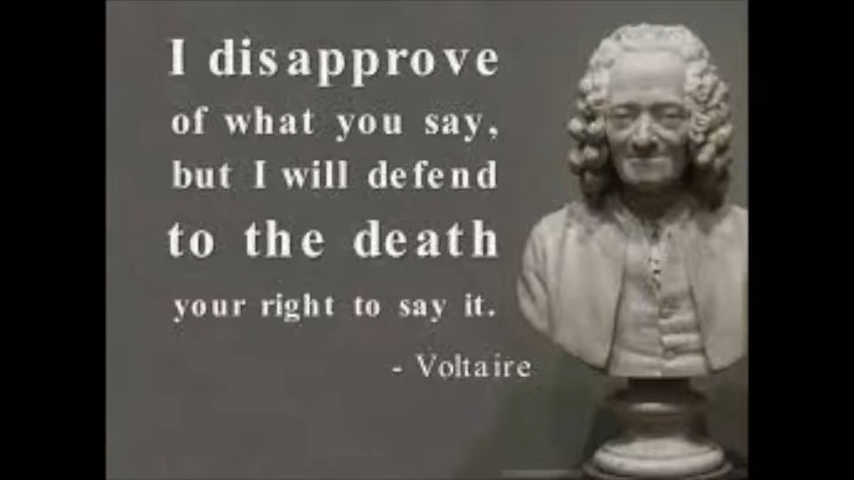 I disapprove
of what you say,
but I will defend
to the death
your right to say it.
- Voltaire